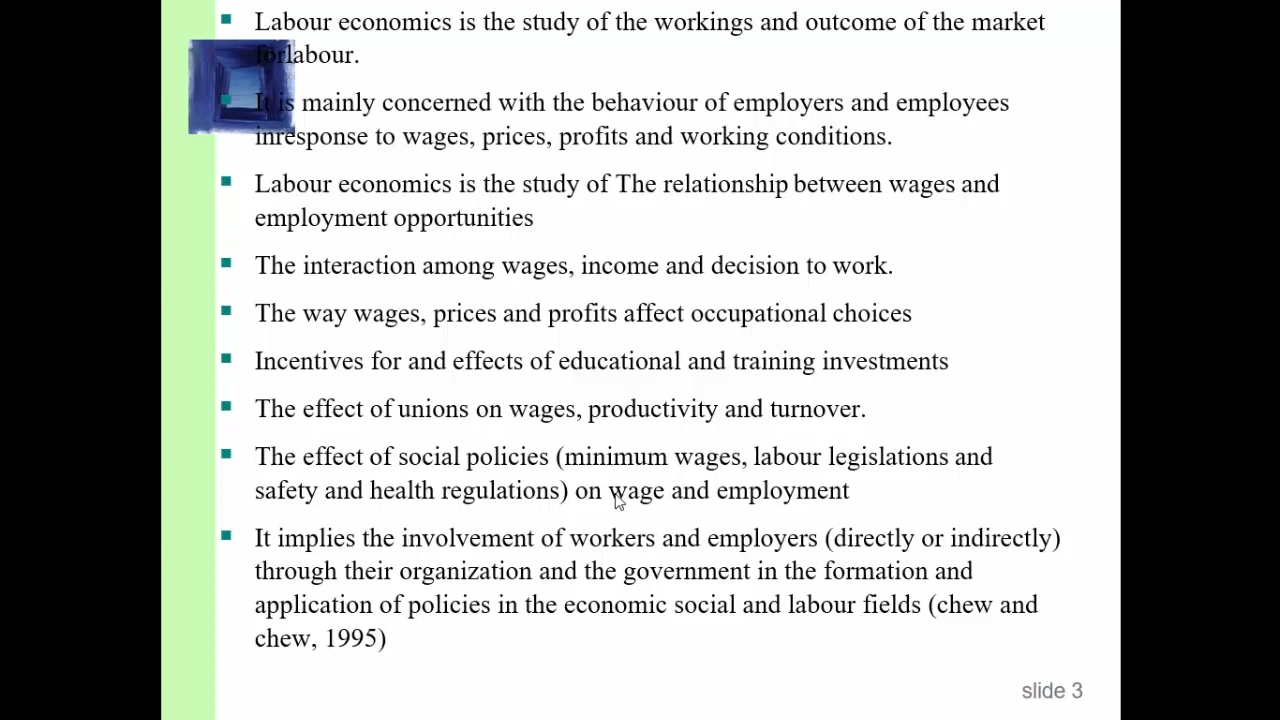 Labour economics is the study of the workings and outcome of the market
forlabour.
It is mainly concerned with the behaviour of employers and employees
inresponse to wages, prices, profits and working conditions.
Labour economics is the study of The relationship between wages and
employment opportunities
The interaction among wages, income and decision to work.
The way wages, prices and profits affect occupational choices
Incentives for and effects of educational and training investments
The effect of unions on wages, productivity and turnover.
The effect of social policies (minimum wages, labour legislations and
safety and health regulations) on wage and employment
It implies the involvement of workers and employers (directly or indirectly)
through their organization and the government in the formation and
application of policies in the economic social and labour fields (chew and
chew, 1995)
slide 3